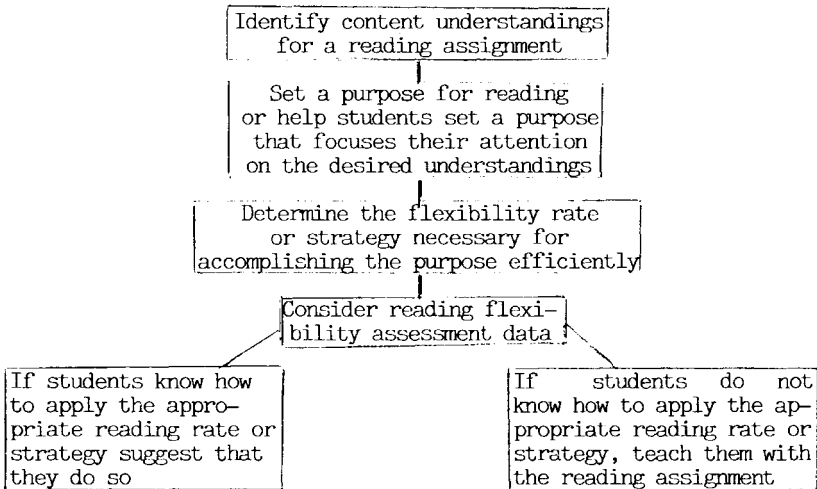 Identify content understandings
for a reading assignment
Set a purpose for reading
or help students set a purpose
that focuses their attention
on the desired understandings
Determine the flexibility rate
or strategy necessary for
accomplishing the purpose efficiently
Consider reading flexi-
bility assessment data
If students know how
to apply the appro-
priate reading rate or
strategy suggest that
they do so
If students do not
know how to apply the ap-
propriate reading rate or
strategy, teach them with
the reading assignment